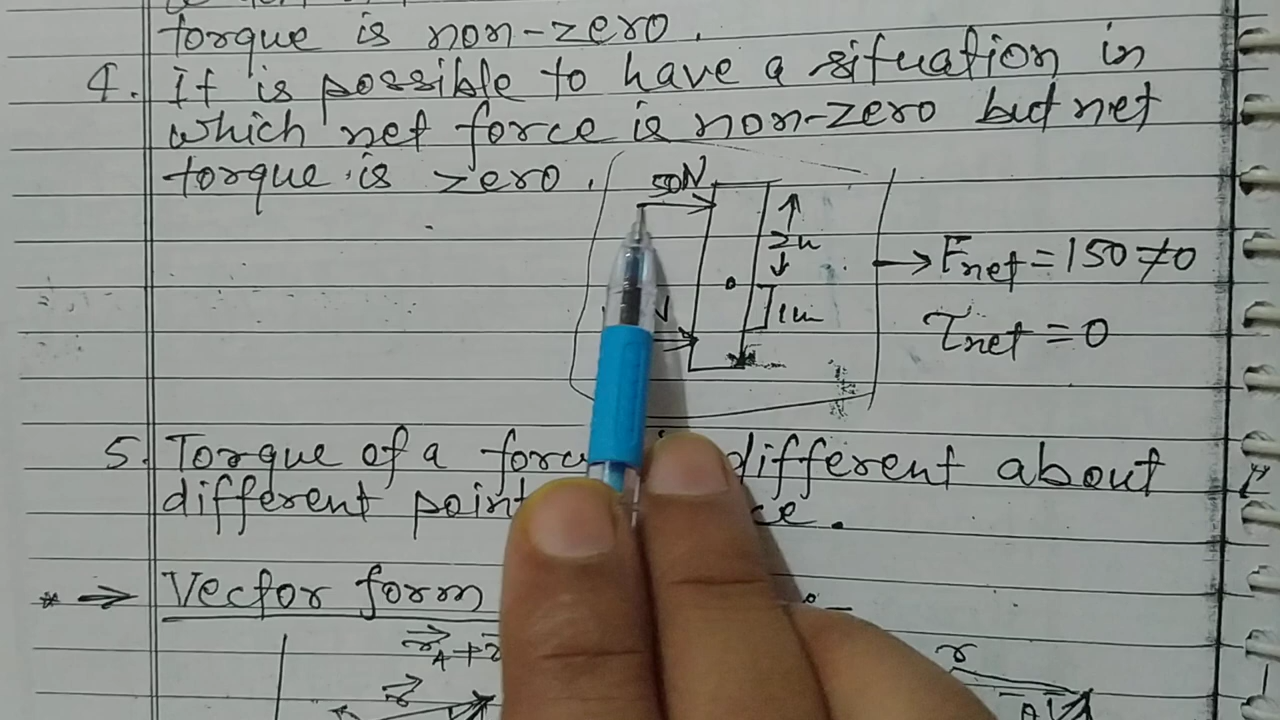 torque is non-zero.
4. It is possible to have a situation in
which net force is non-zero but net
torque is zero.
50N
2m
1m
→ Fnet = 150 ≠ 0
τnet = 0
5. Torque of a different about
different
* ⇒ Vector form
r
A